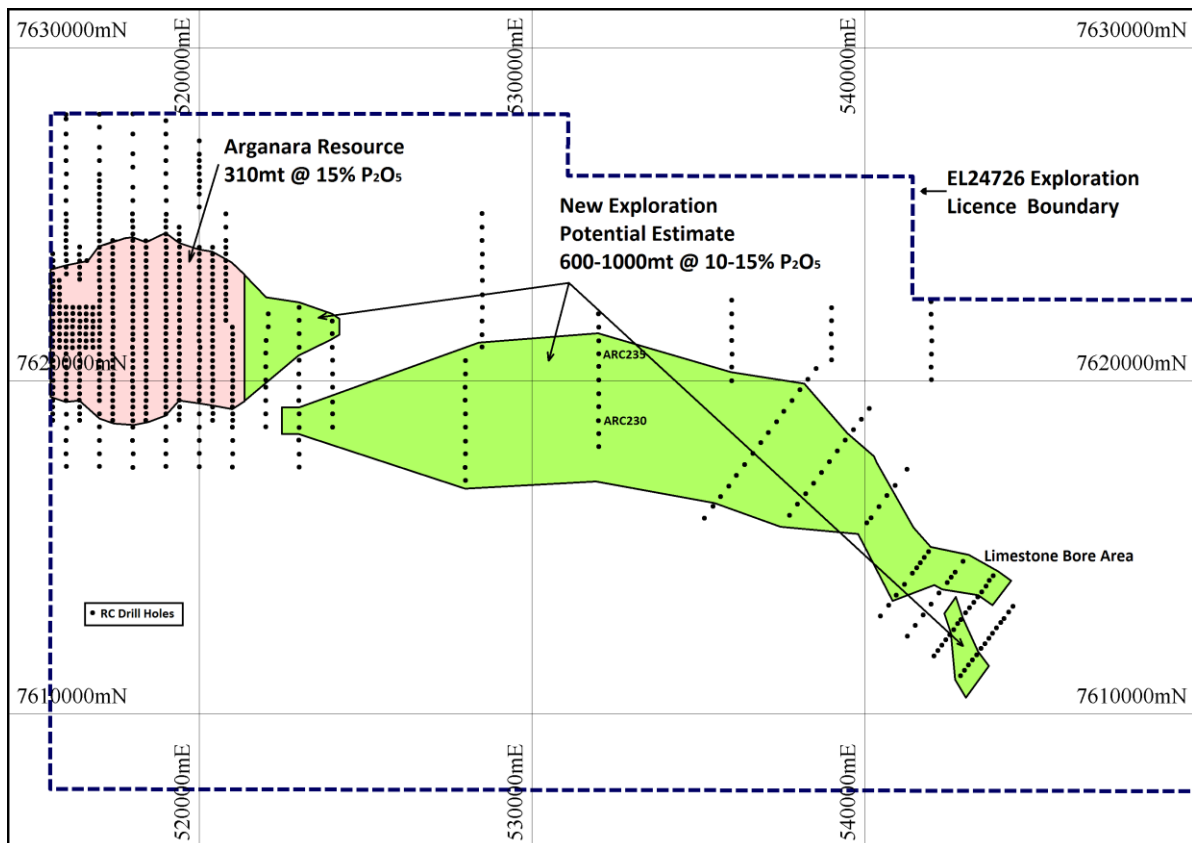 7630000mN
520000mE
530000mE
540000mE
7630000mN
Arganara Resource
310mt @ 15% P₂O₅
New Exploration
Potential Estimate
600-1000mt @ 10-15% P₂O₅
EL24726 Exploration
Licence Boundary
ARC235
7620000mN
7620000mN
ARC230
Limestone Bore Area
RC Drill Holes
7610000mN
7610000mN
520000mE
530000mE
540000mE